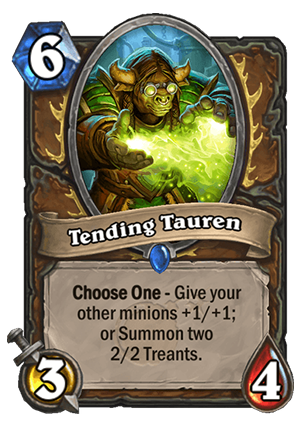 6
Tending Tauren
Choose One - Give your
other minions +1/+1;
or Summon two
2/2 Treants.
3
4